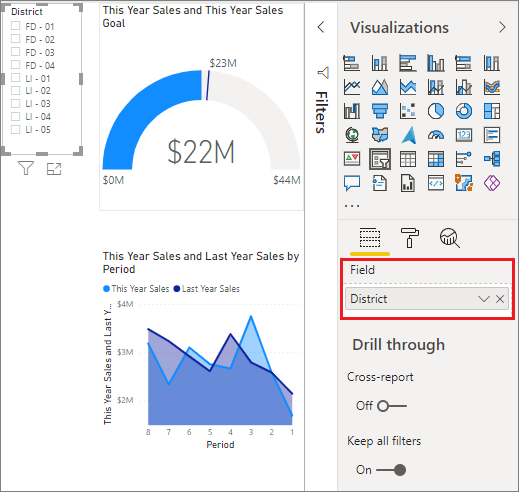 District
FD - 01
FD - 02
FD - 03
FD - 04
LI - 01
LI - 02
LI - 03
LI - 04
LI - 05
This Year Sales and This Year Sales
Goal
$23M
$22M
$0M
$44M
This Year Sales and Last Year Sales by
Period
This Year Sales
Last Year Sales
This Year Sales and Last Y...
$4M
$3M
$2M
8
7
6
5
4
3
2
1
Period
Filters
Visualizations
123
R
Py
...
Field
District
Drill through
Cross-report
Off
Keep all filters
On